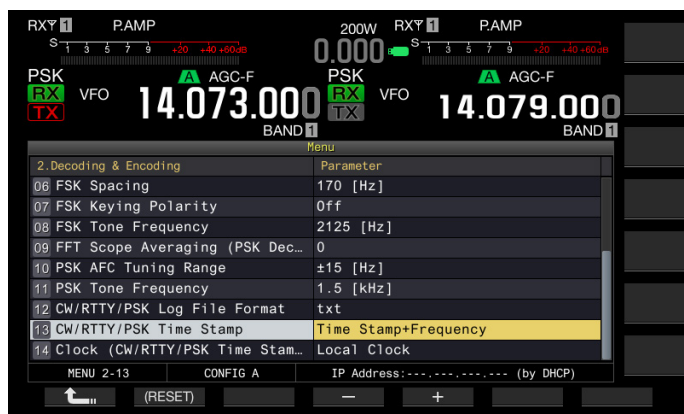 RX 1 P.AMP 200W RX 1 P.AMP
S 1 3 5 7 9 +20 +40 +60dB 0.000 S 1 3 5 7 9 +20 +40 +60dB
PSK A AGC-F PSK A AGC-F
RX VFO 14.073.000 RX VFO 14.079.000
TX BAND 1 TX BAND 1
Menu
2.Decoding & Encoding Parameter
06 FSK Spacing 170 [Hz]
07 FSK Keying Polarity Off
08 FSK Tone Frequency 2125 [Hz]
09 FFT Scope Averaging (PSK Dec… 0
10 PSK AFC Tuning Range ±15 [Hz]
11 PSK Tone Frequency 1.5 [kHz]
12 CW/RTTY/PSK Log File Format txt
13 CW/RTTY/PSK Time Stamp Time Stamp+Frequency
14 Clock (CW/RTTY/PSK Time Stam… Local Clock
MENU 2-13 CONFIG A IP Address:---.---.---.--- (by DHCP)
(RESET) − +